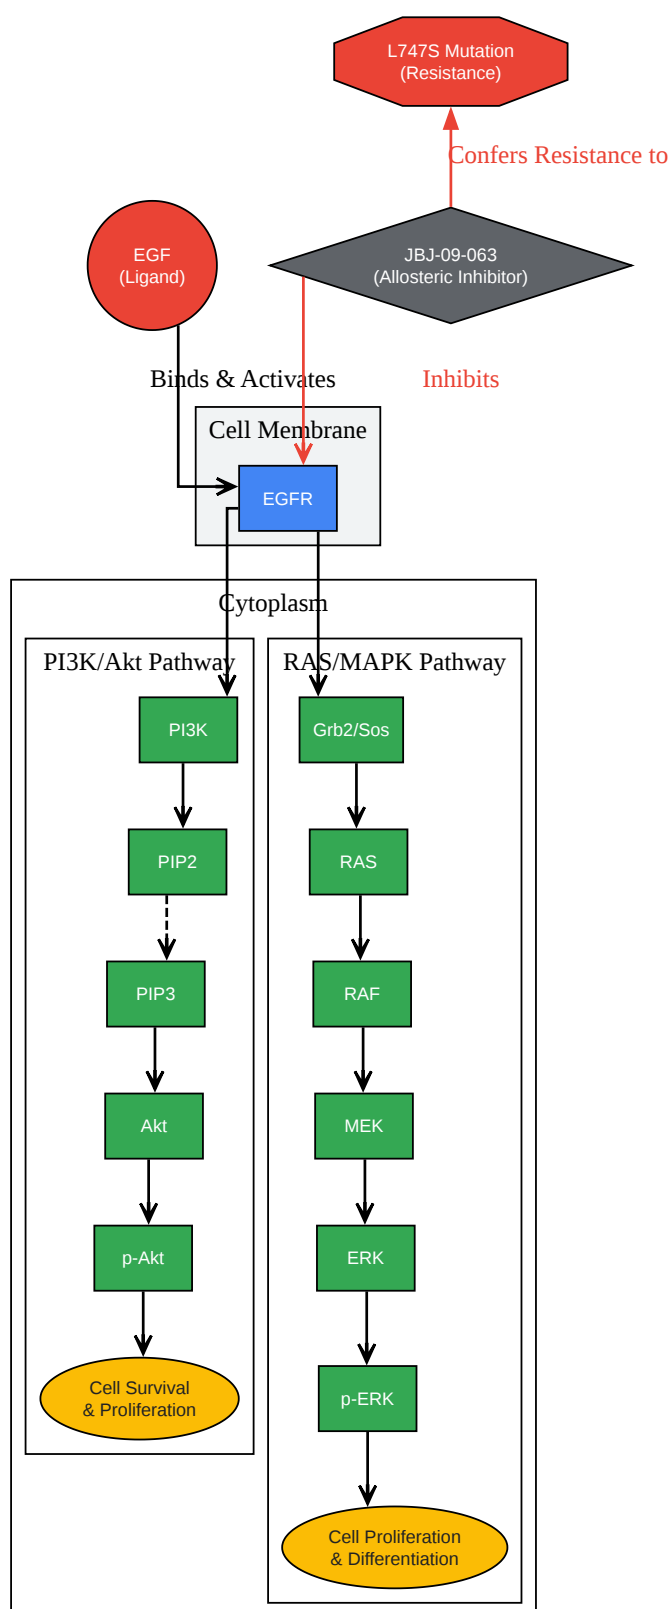 L747S Mutation
(Resistance)
Confers Resistance to
EGF
(Ligand)
JBJ-09-063
(Allosteric Inhibitor)
Binds & Activates
Inhibits
Cell Membrane
EGFR
Cytoplasm
PI3K/Akt Pathway
RAS/MAPK Pathway
PI3K
Grb2/Sos
PIP2
RAS
PIP3
RAF
Akt
MEK
p-Akt
ERK
Cell Survival
& Proliferation
p-ERK
Cell Proliferation
& Differentiation